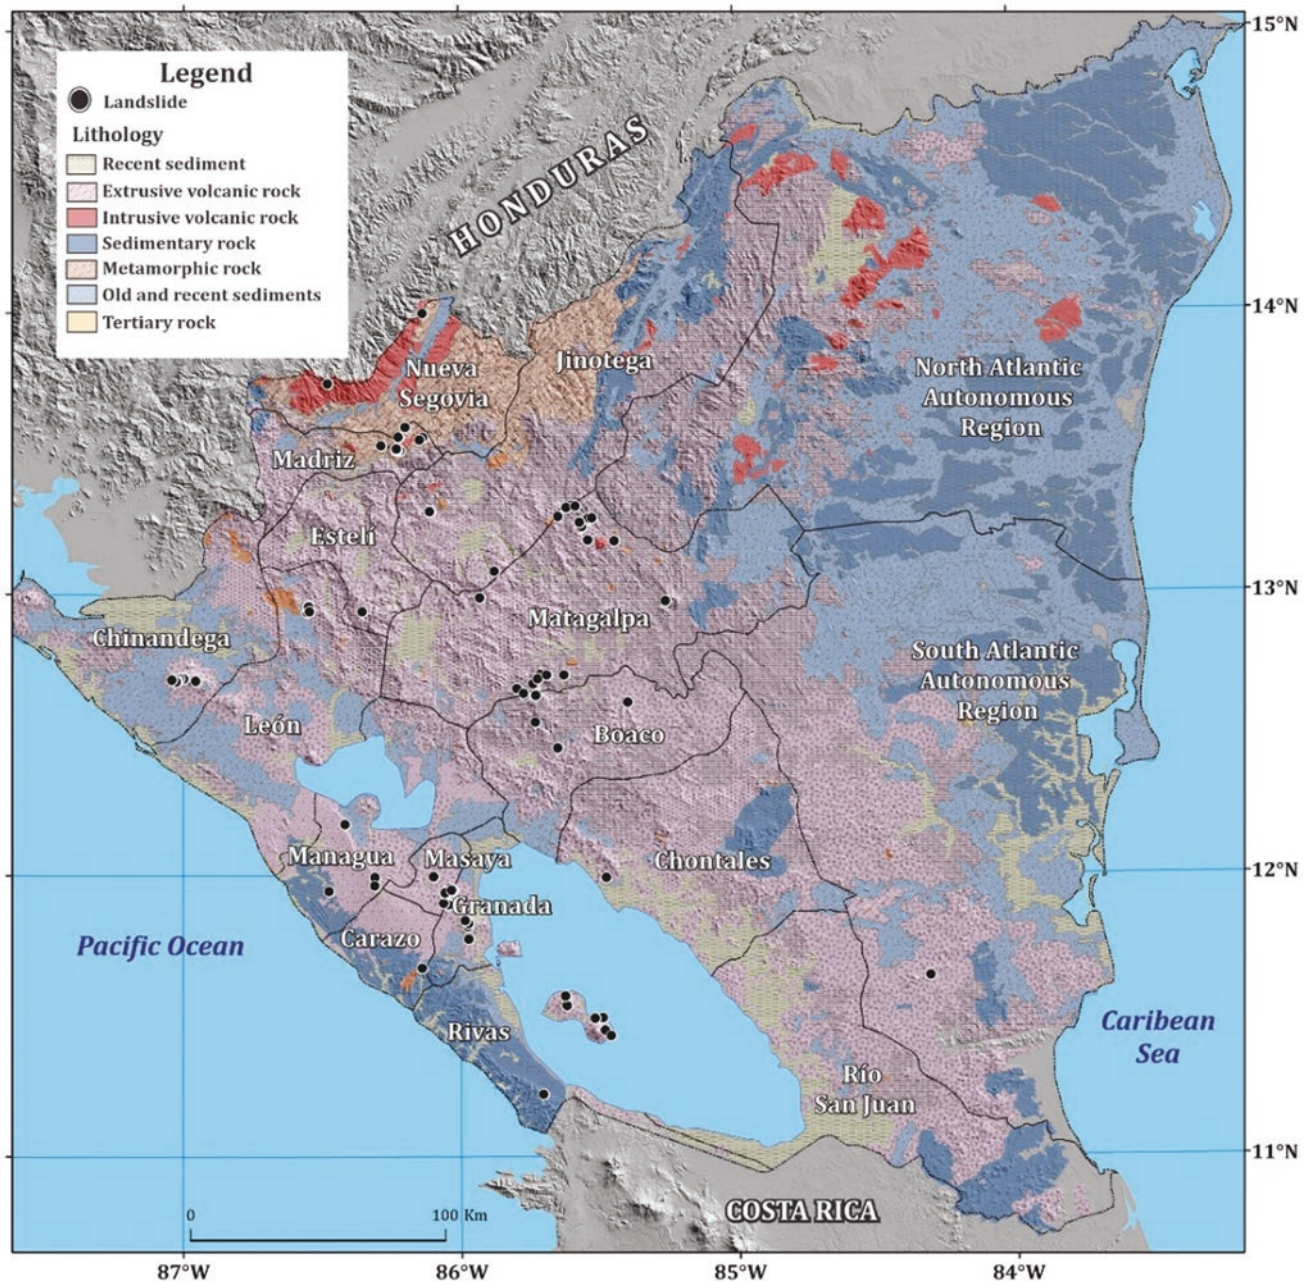 15°N
Legend
Landslide
Lithology
Recent sediment
Extrusive volcanic rock
Intrusive volcanic rock
Sedimentary rock
Metamorphic rock
Old and recent sediments
Tertiary rock
HONDURAS
14°N
Nueva
Segovia
Jinotega
North Atlantic
Autonomous
Region
Madriz
Estelí
13°N
Chinandega
Matagalpa
South Atlantic
Autonomous
Region
León
Boaco
Managua
Masaya
Chontales
12°N
Granada
Carazo
Pacific Ocean
Rivas
Caribean
Sea
Río
San Juan
11°N
COSTA RICA
0 100 Km
87°W 86°W 85°W 84°W